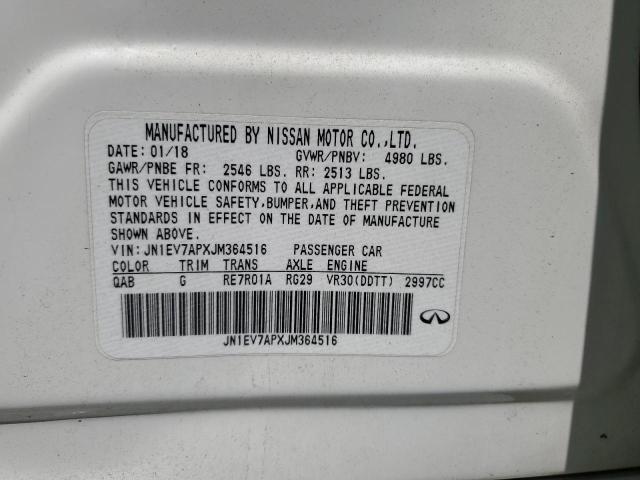 MANUFACTURED BY NISSAN MOTOR CO.,LTD.
DATE: 01/18 GVWR/PNBV: 4980 LBS.
GAWR/PNBE FR: 2546 LBS. RR: 2513 LBS.
THIS VEHICLE CONFORMS TO ALL APPLICABLE FEDERAL
MOTOR VEHICLE SAFETY,BUMPER,AND THEFT PREVENTION
STANDARDS IN EFFECT ON THE DATE OF MANUFACTURE
SHOWN ABOVE.
VIN:JN1EV7APXJM364516 PASSENGER CAR
COLOR TRIM TRANS AXLE ENGINE
QAB G RE7R01A RG29 VR30(DDTT) 2997CC
JN1EV7APXJM364516